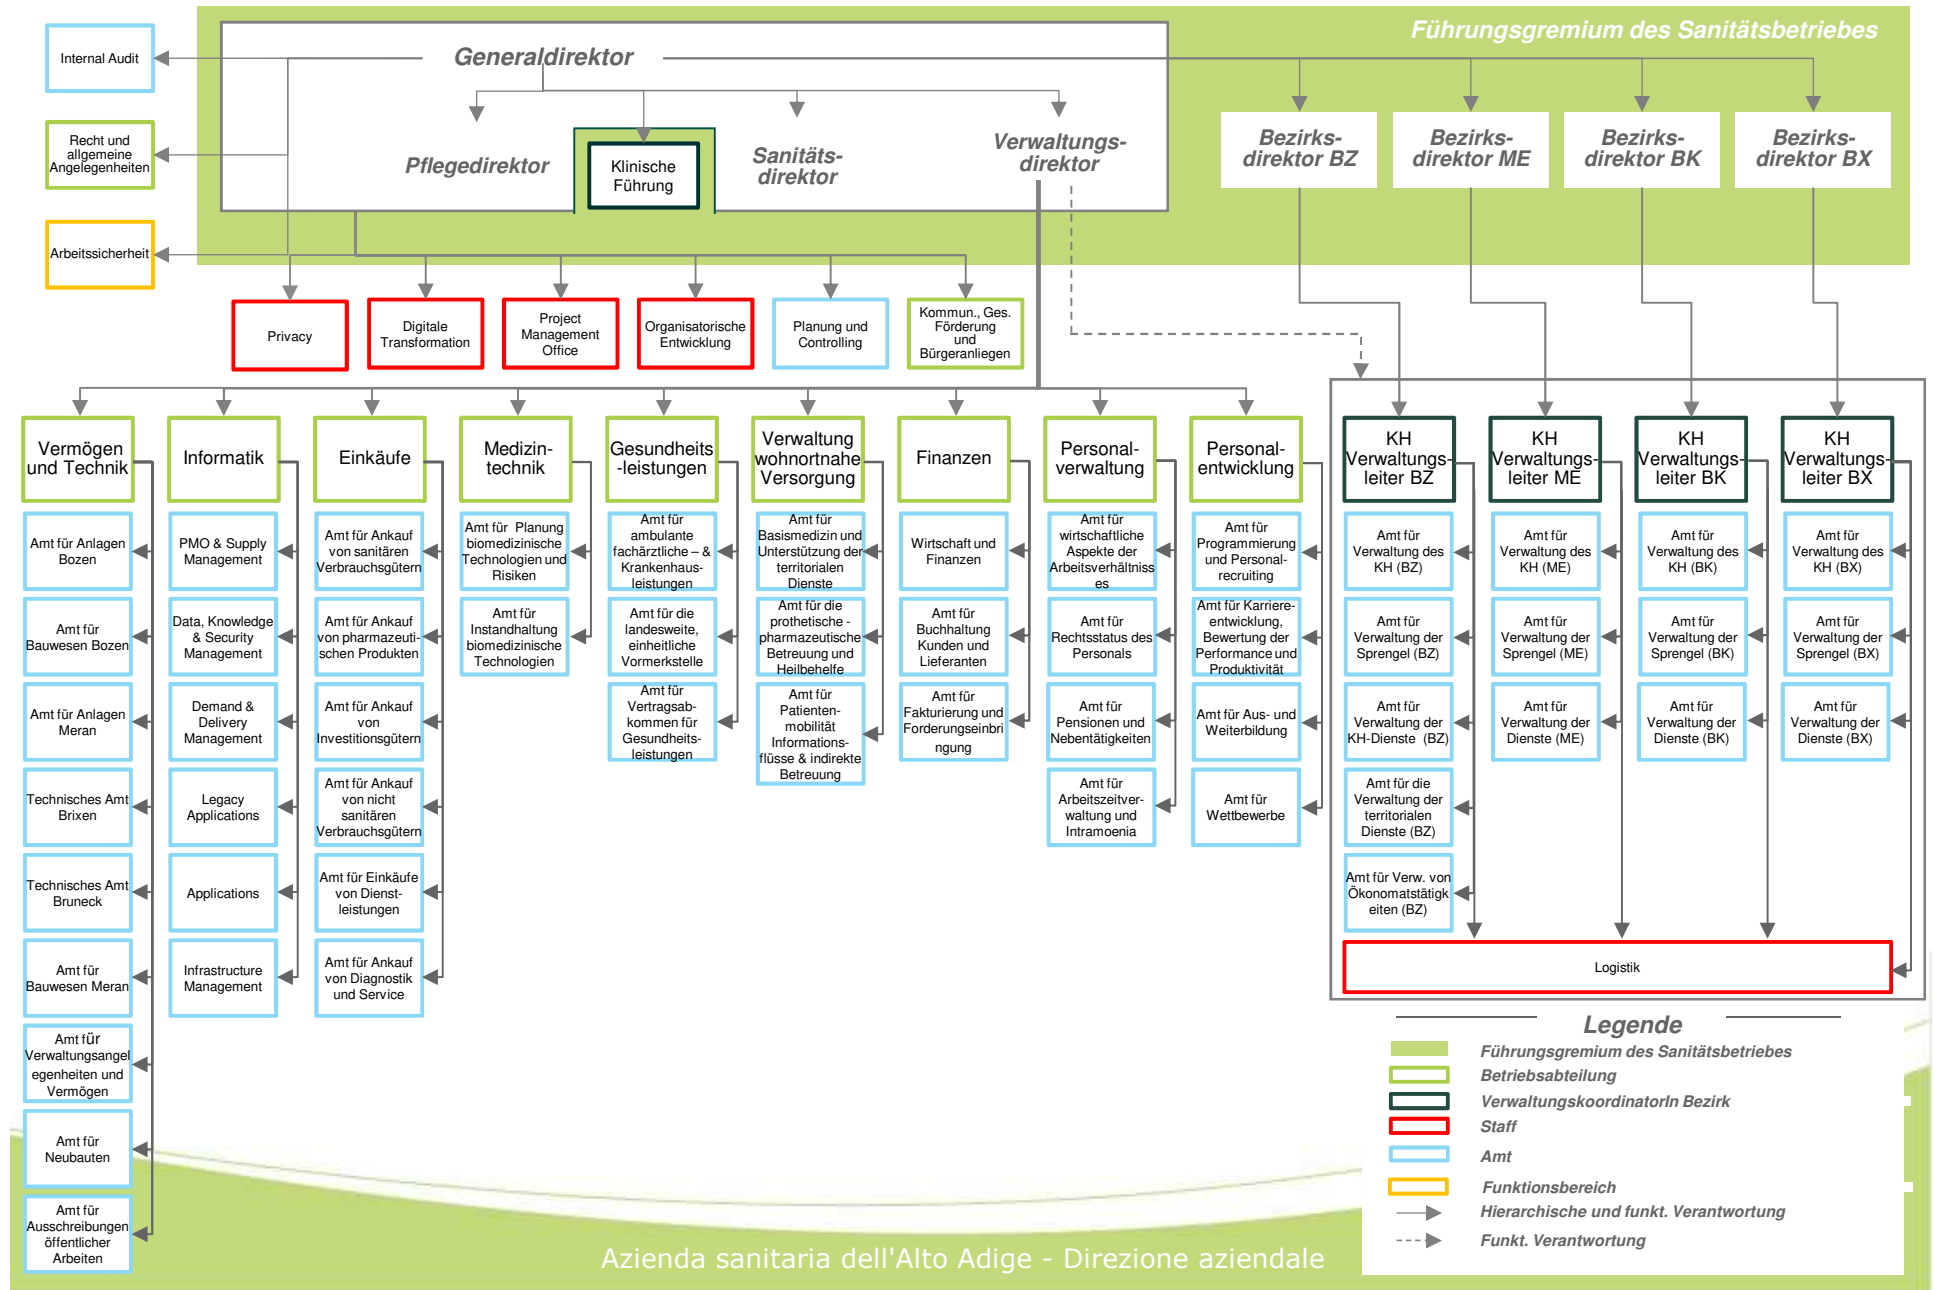 Führungsgremium des Sanitätsbetriebes
Internal Audit
Generaldirektor
Recht und
allgemeine
Angelegenheiten
Pflegedirektor
Klinische
Führung
Sanitäts-
direktor
Verwaltungs-
direktor
Bezirks-
direktor BZ
Bezirks-
direktor ME
Bezirks-
direktor BK
Bezirks-
direktor BX
Arbeitssicherheit
Privacy
Digitale
Transformation
Project
Management
Office
Organisatorische
Entwicklung
Planung und
Controlling
Kommun., Ges.
Förderung
und
Bürgeranliegen
Vermögen
und Technik
Informatik
Einkäufe
Medizin-
technik
Gesundheits
-leistungen
Verwaltung
wohnortnahe
Versorgung
Finanzen
Personal-
verwaltung
Personal-
entwicklung
KH
Verwaltungs-
leiter BZ
KH
Verwaltungs-
leiter ME
KH
Verwaltungs-
leiter BK
KH
Verwaltungs-
leiter BX
Amt für Anlagen
Bozen
PMO & Supply
Management
Amt für Ankauf
von sanitären
Verbrauchsgütern
Amt für  Planung
biomedizinische
Technologien und
Risiken
Amt für
ambulante
fachärztliche – &
Krankenhaus-
leistungen
Amt für
Basismedizin und
Unterstützung der
territorialen
Dienste
Wirtschaft und
Finanzen
Amt für
wirtschaftliche
Aspekte der
Arbeitsverhältniss
es
Amt für
Programmierung
und Personal-
recruiting
Amt für
Verwaltung des
KH (BZ)
Amt für
Verwaltung des
KH (ME)
Amt für
Verwaltung des
KH (BK)
Amt für
Verwaltung des
KH (BX)
Amt für
Bauwesen Bozen
Data, Knowledge
& Security
Management
Amt für Ankauf
von pharmazeuti-
schen Produkten
Amt für
Instandhaltung
biomedizinische
Technologien
Amt für die
landesweite,
einheitliche
Vormerkstelle
Amt für die
prothetische -
pharmazeutische
Betreuung und
Heilbehelfe
Amt für
Buchhaltung
Kunden und
Lieferanten
Amt für
Rechtsstatus des
Personals
Amt für Karriere-
entwicklung,
Bewertung der
Performance und
Produktivität
Amt für
Verwaltung der
Sprengel (BZ)
Amt für
Verwaltung der
Sprengel (ME)
Amt für
Verwaltung der
Sprengel (BK)
Amt für
Verwaltung der
Sprengel (BX)
Amt für Anlagen
Meran
Demand &
Delivery
Management
Amt für Ankauf
von
Investitionsgütern
Amt für
Vertragsab-
kommen für
Gesundheits-
leistungen
Amt für
Patienten-
mobilität
Informations-
flüsse & indirekte
Betreuung
Amt für
Fakturierung und
Forderungseinbri
ngung
Amt für
Pensionen und
Nebentätigkeiten
Amt für Aus- und
Weiterbildung
Amt für
Verwaltung der
KH-Dienste  (BZ)
Amt für
Verwaltung der
Dienste (ME)
Amt für
Verwaltung der
Dienste (BK)
Amt für
Verwaltung der
Dienste (BX)
Technisches Amt
Brixen
Legacy
Applications
Amt für Ankauf
von nicht
sanitären
Verbrauchsgütern
Amt für
Arbeitszeitver-
waltung und
Intramoenia
Amt für
Wettbewerbe
Amt für die
Verwaltung der
territorialen
Dienste (BZ)
Technisches Amt
Bruneck
Applications
Amt für Einkäufe
von Dienst-
leistungen
Amt für Verw. von
Ökonomatstätigk
eiten (BZ)
Amt für
Bauwesen Meran
Infrastructure
Management
Amt für Ankauf
von Diagnostik
und Service
Logistik
Amt für
Verwaltungsangel
egenheiten und
Vermögen
Amt für
Neubauten
Amt für
Ausschreibungen
öffentlicher
Arbeiten
Legende
Führungsgremium des Sanitätsbetriebes
Betriebsabteilung
VerwaltungskoordinatorIn Bezirk
Staff
Amt
Funktionsbereich
Hierarchische und funkt. Verantwortung
Funkt. Verantwortung
Azienda sanitaria dell'Alto Adige - Direzione aziendale